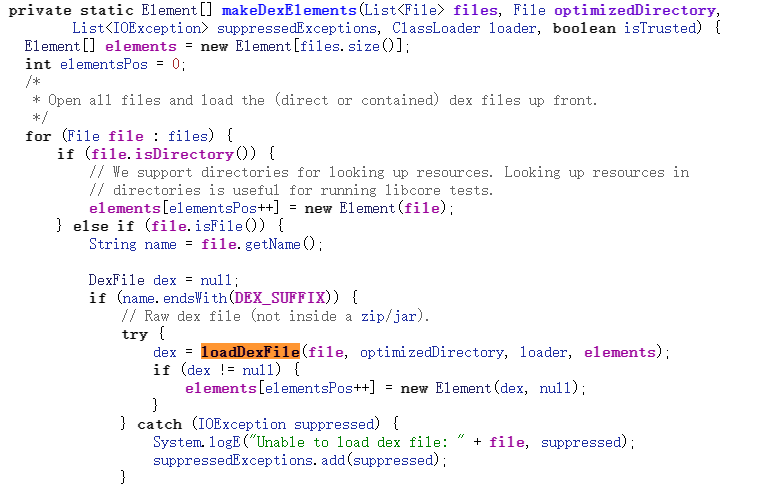 private static Element[] makeDexElements(List<File> files, File optimizedDirectory,
        List<IOException> suppressedExceptions, ClassLoader loader, boolean isTrusted) {
  Element[] elements = new Element[files.size()];
  int elementsPos = 0;
  /*
   * Open all files and load the (direct or contained) dex files up front.
   */
  for (File file : files) {
      if (file.isDirectory()) {
          // We support directories for looking up resources. Looking up resources in
          // directories is useful for running libcore tests.
          elements[elementsPos++] = new Element(file);
      } else if (file.isFile()) {
          String name = file.getName();

          DexFile dex = null;
          if (name.endsWith(DEX_SUFFIX)) {
              // Raw dex file (not inside a zip/jar).
              try {
                  dex = loadDexFile(file, optimizedDirectory, loader, elements);
                  if (dex != null) {
                      elements[elementsPos++] = new Element(dex, null);
                  }
              } catch (IOException suppressed) {
                  System.logE("Unable to load dex file: " + file, suppressed);
                  suppressedExceptions.add(suppressed);
              }